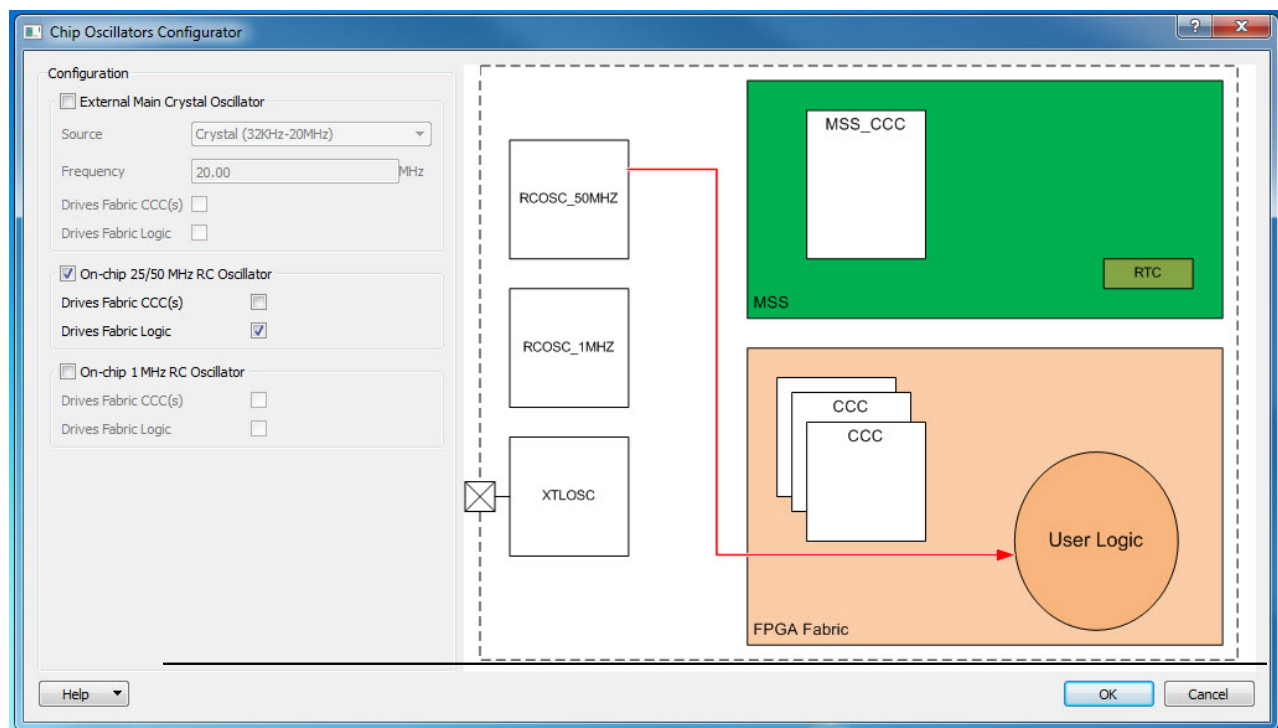 Chip Oscillators Configurator
?
X
Configuration
External Main Crystal Oscillator
Source Crystal (32KHz-20MHz)
Frequency 20.00 MHz
Drives Fabric CCC(s)
Drives Fabric Logic
On-chip 25/50 MHz RC Oscillator
Drives Fabric CCC(s)
Drives Fabric Logic
On-chip 1 MHz RC Oscillator
Drives Fabric CCC(s)
Drives Fabric Logic
RCOSC_50MHZ
RCOSC_1MHZ
XTLOSC
MSS_CCC
RTC
MSS
CCC
CCC
User Logic
FPGA Fabric
Help
OK
Cancel